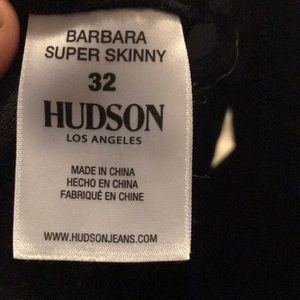 BARBARA
SUPER SKINNY
32
HUDSON
LOS ANGELES
MADE IN CHINA
HECHO EN CHINA
FABRIQUÉ EN CHINE
WWW.HUDSONJEANS.COM